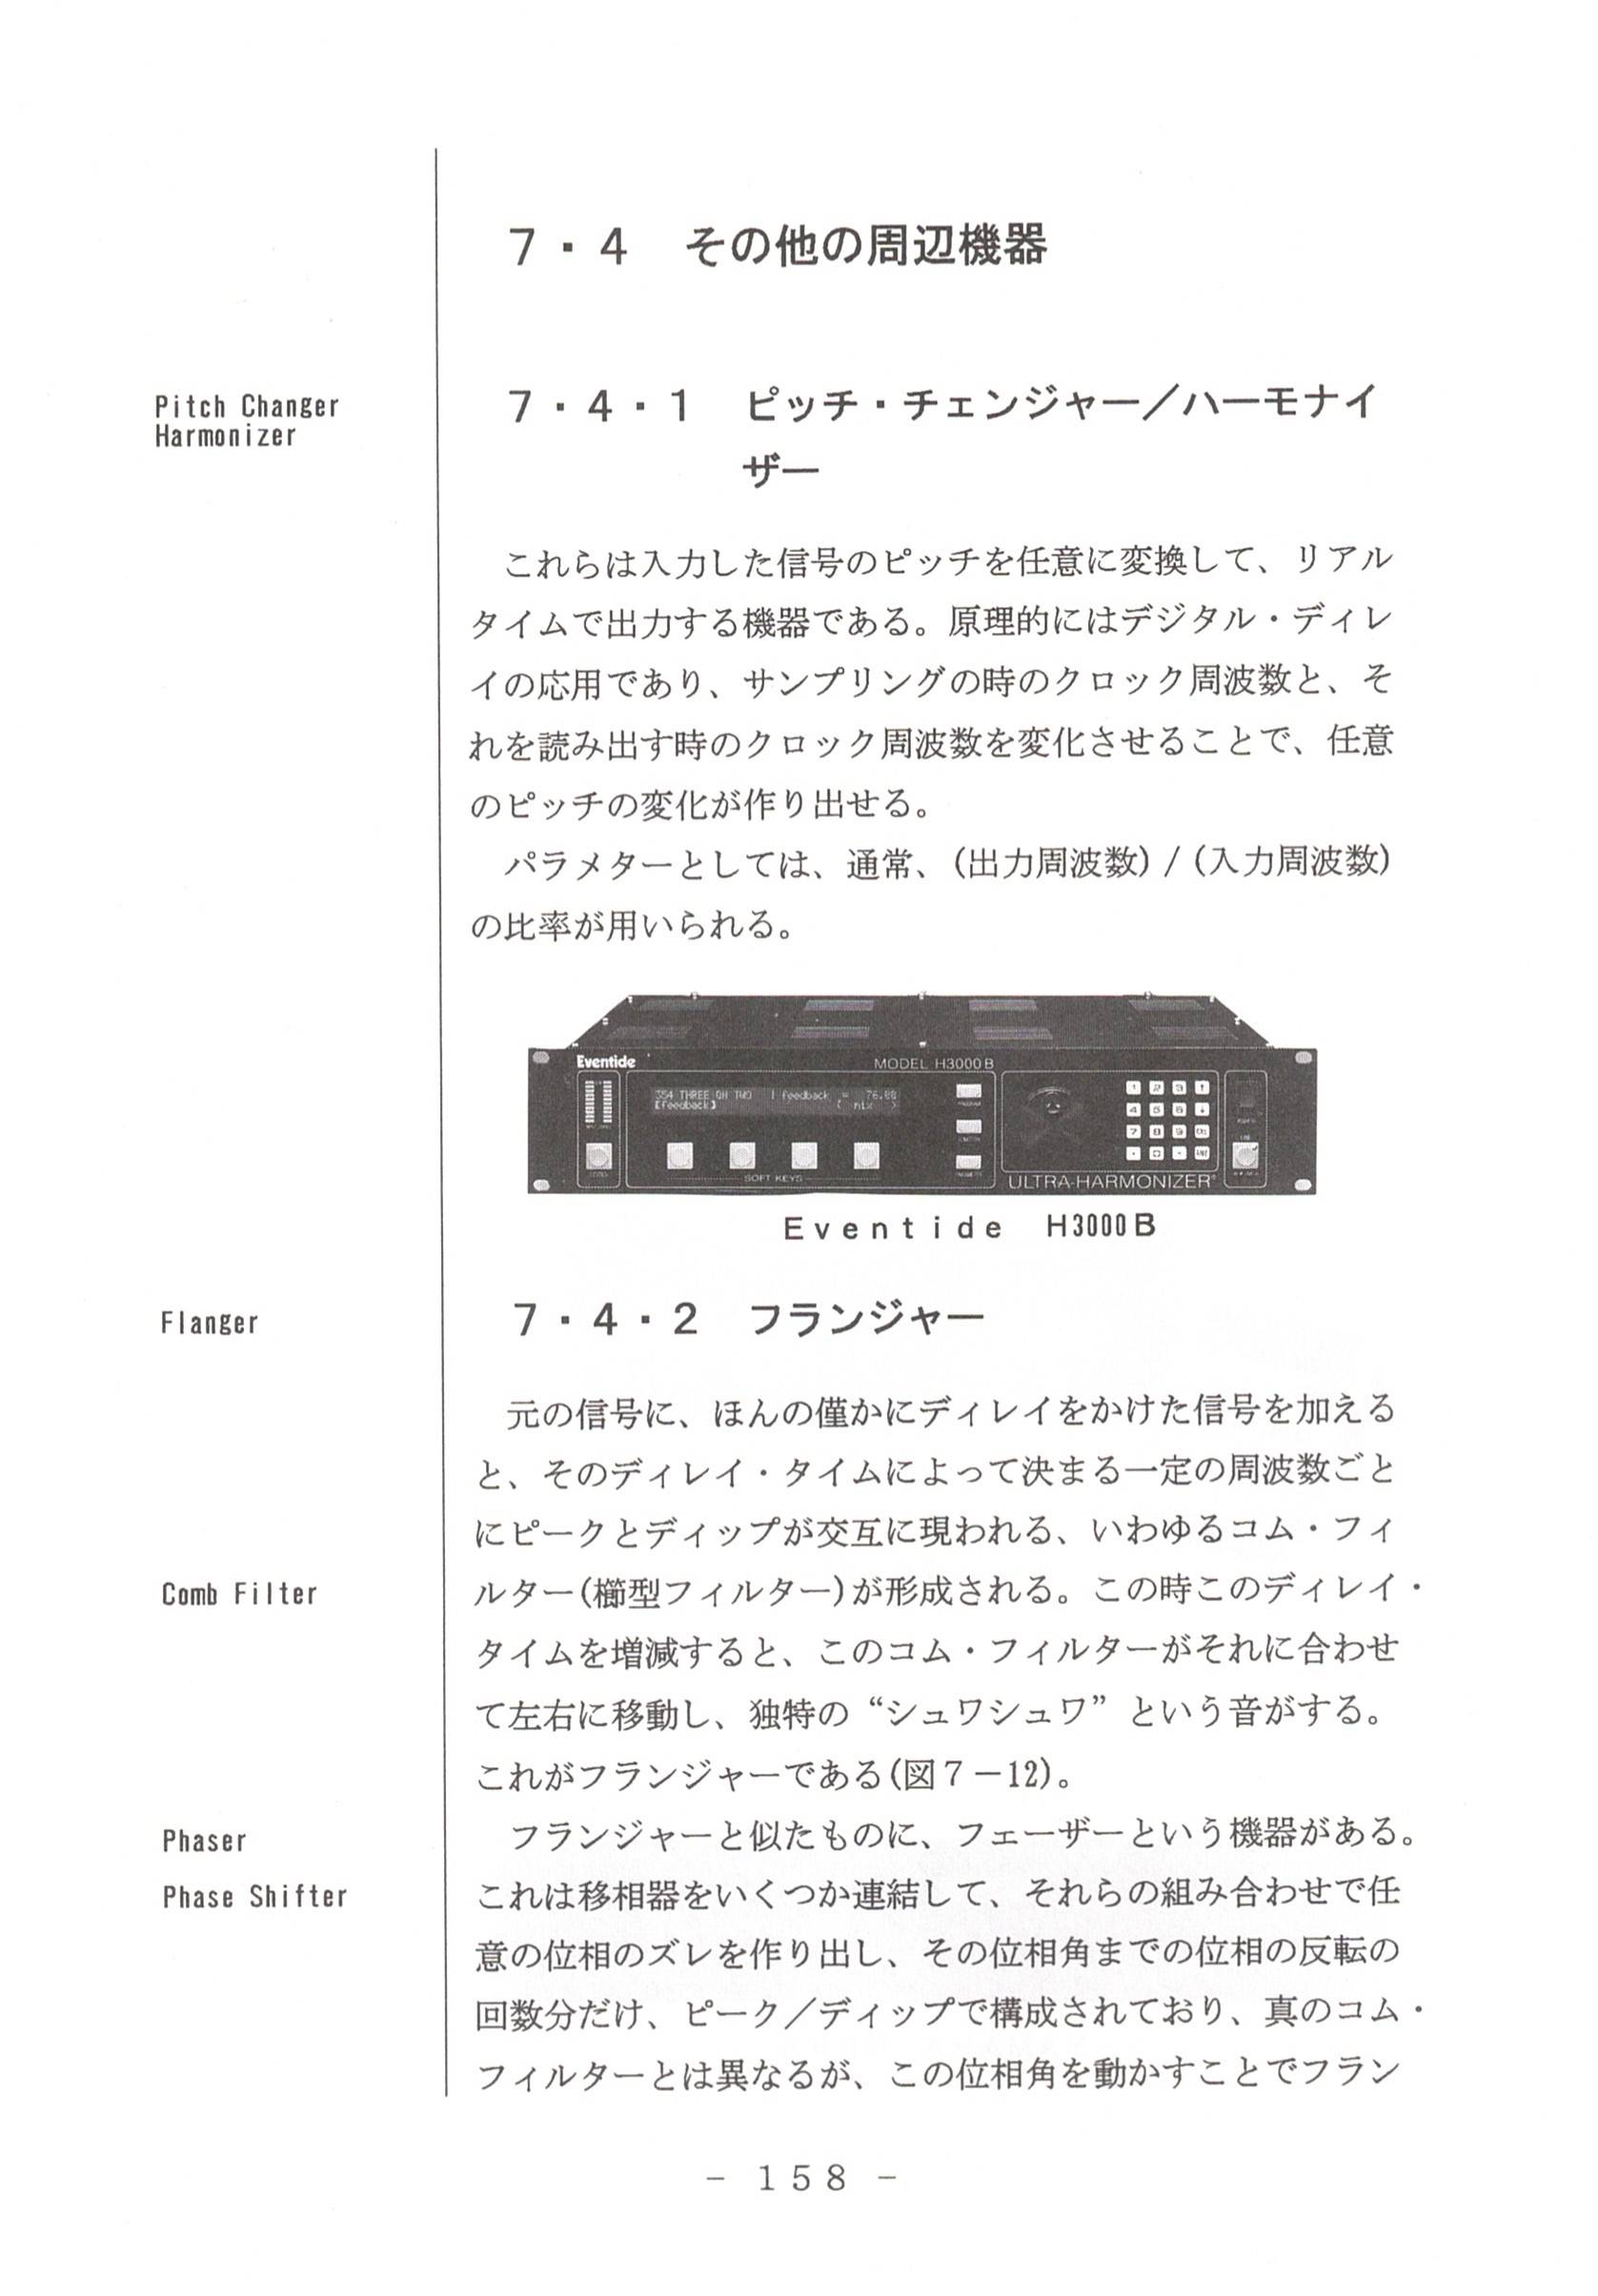 7・4　その他の周辺機器
Pitch Changer
Harmonizer
7・4・1　ピッチ・チェンジャー／ハーモナイ
ザー
これらは入力した信号のピッチを任意に変換して、リアル
タイムで出力する機器である。原理的にはデジタル・ディレ
イの応用であり、サンプリングの時のクロック周波数と、そ
れを読み出す時のクロック周波数を変化させることで、任意
のピッチの変化が作り出せる。
パラメターとしては、通常、(出力周波数) / (入力周波数)
の比率が用いられる。
Eventide
MODEL H3000B
554 THREE OH TWO feedback = 76.00
[feedback] mix
SOFT KEYS
ULTRA-HARMONIZER
Eventide　H3000B
Flanger
7・4・2　フランジャー
元の信号に、ほんの僅かにディレイをかけた信号を加える
と、そのディレイ・タイムによって決まる一定の周波数ごと
にピークとディップが交互に現われる、いわゆるコム・フィ
Comb Filter
ルター(櫛型フィルター)が形成される。この時このディレイ・
タイムを増減すると、このコム・フィルターがそれに合わせ
て左右に移動し、独特の“シュワシュワ”という音がする。
これがフランジャーである(図７－12)。
Phaser
フランジャーと似たものに、フェーザーという機器がある。
Phase Shifter
これは移相器をいくつか連結して、それらの組み合わせで任
意の位相のズレを作り出し、その位相角までの位相の反転の
回数分だけ、ピーク／ディップで構成されており、真のコム・
フィルターとは異なるが、この位相角を動かすことでフラン
- 158 -